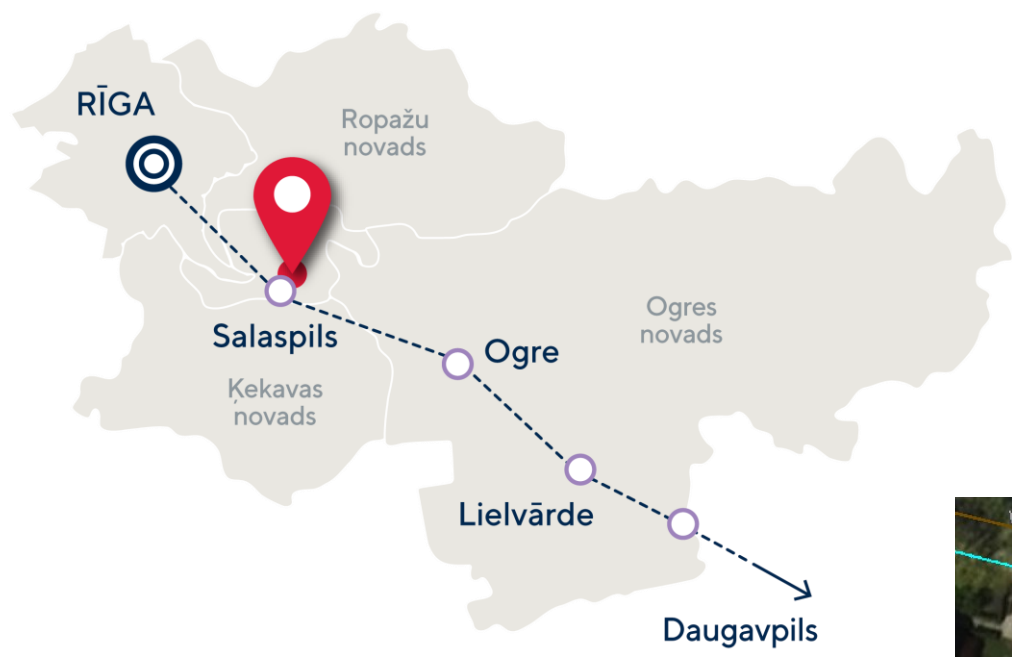 RĪGA
Ropažu
novads
Salaspils
Ogres
novads
Ogre
Ķekavas
novads
Lielvārde
Daugavpils